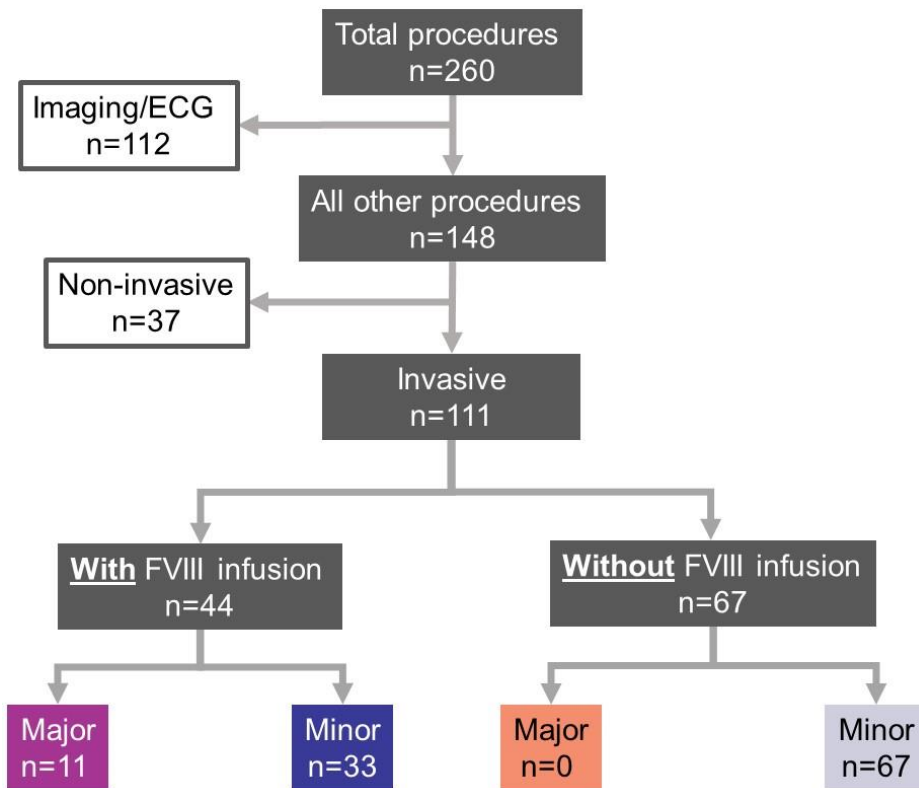 Total procedures
n=260
Imaging/ECG
n=112
All other procedures
n=148
Non-invasive
n=37
Invasive
n=111
With FVIII infusion
n=44
Without FVIII infusion
n=67
Major
n=11
Minor
n=33
Major
n=0
Minor
n=67